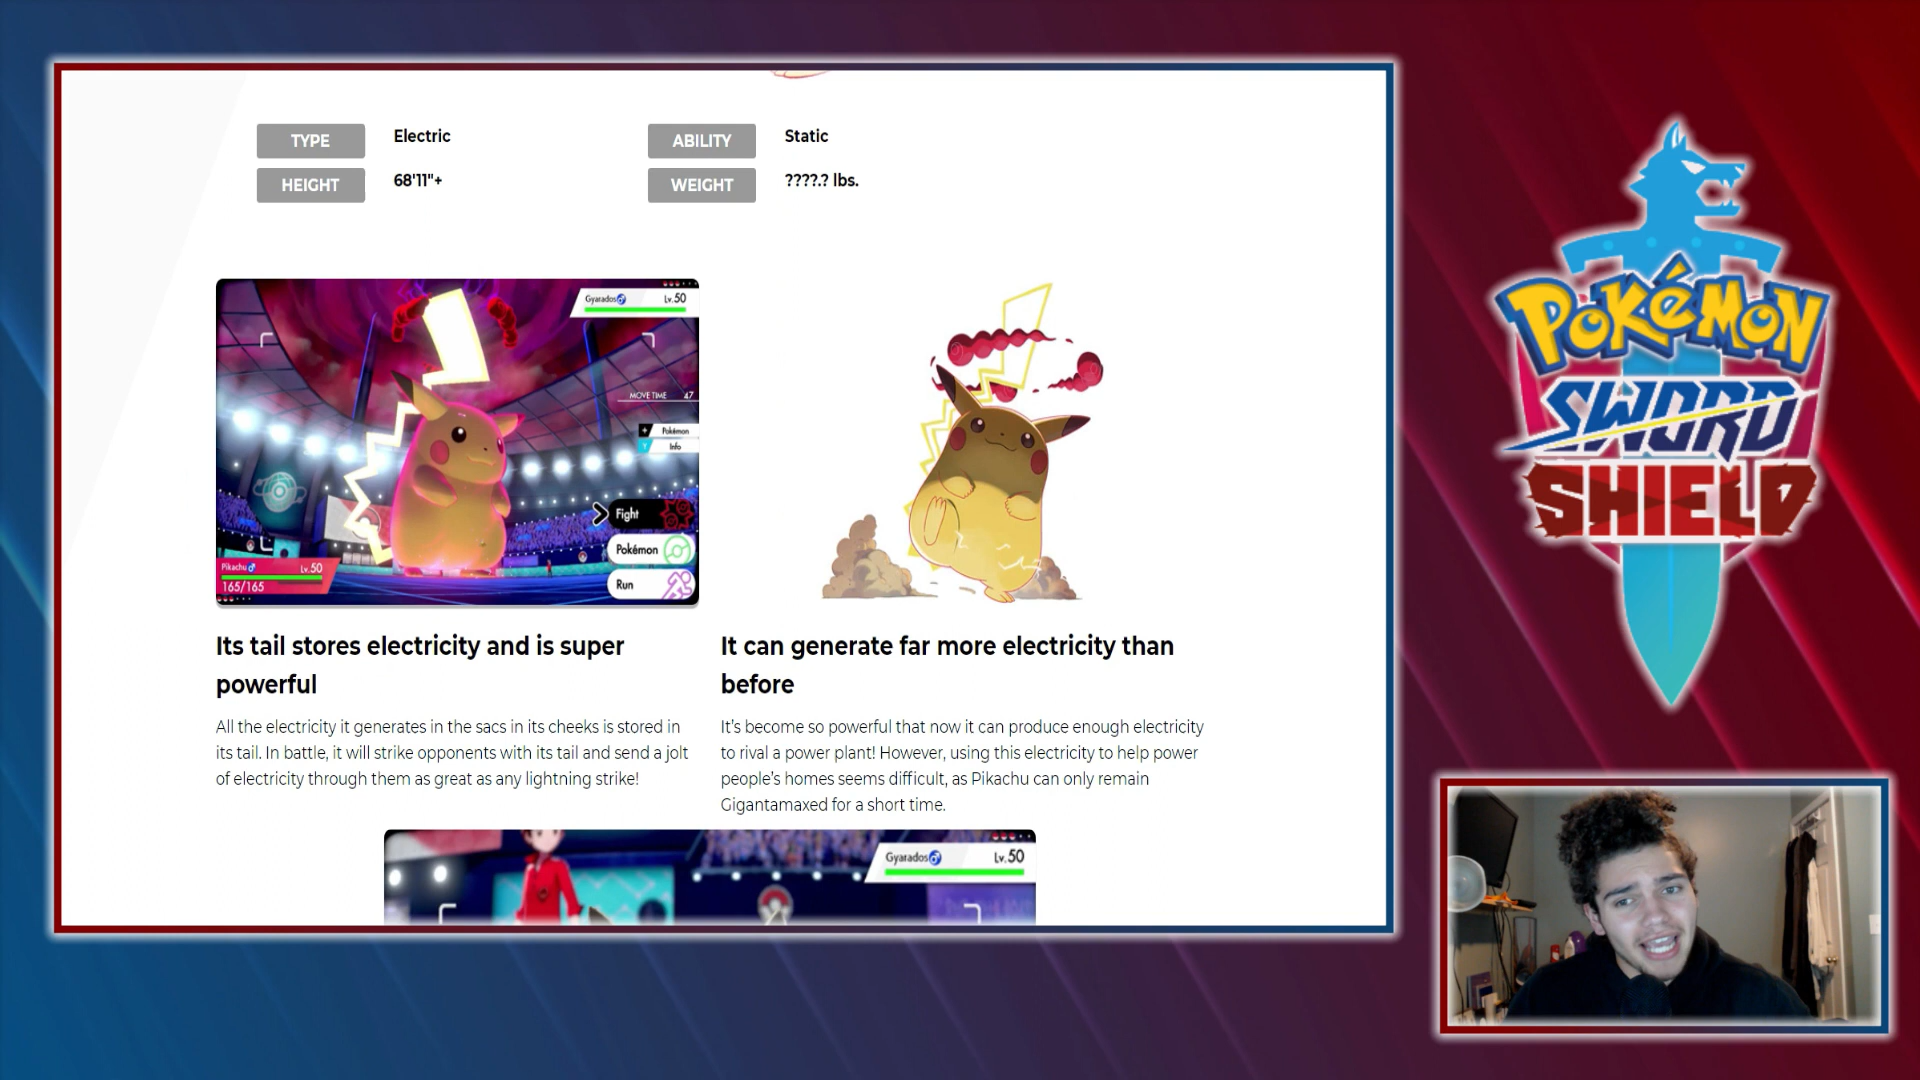 TYPE Electric ABILITY Static
HEIGHT 68'11"+ WEIGHT ????.? lbs.
Gyarados♂ Lv. 50
MOVE TIME 47
+ Pokémon
Y Info
Fight
Pokémon
Run
Pikachu♂ Lv. 50
165/165
Its tail stores electricity and is super
powerful
All the electricity it generates in the sacs in its cheeks is stored in
its tail. In battle, it will strike opponents with its tail and send a jolt
of electricity through them as great as any lightning strike!
It can generate far more electricity than
before
It's become so powerful that now it can produce enough electricity
to rival a power plant! However, using this electricity to help power
people's homes seems difficult, as Pikachu can only remain
Gigantamaxed for a short time.
Gyarados♂ Lv. 50
POKéMON
SWORD
SHIELD